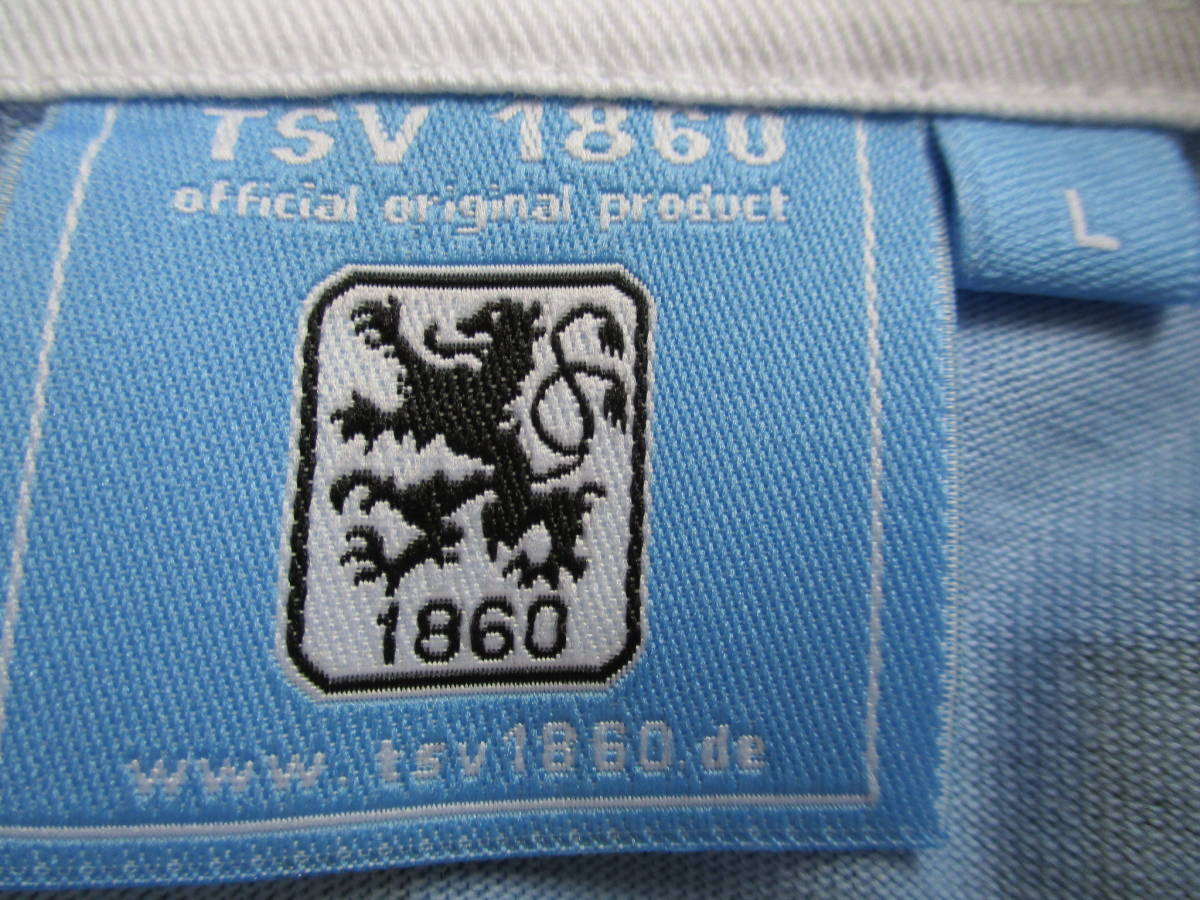 TSV 1860
official original product
L
1860
www.tsv1860.de